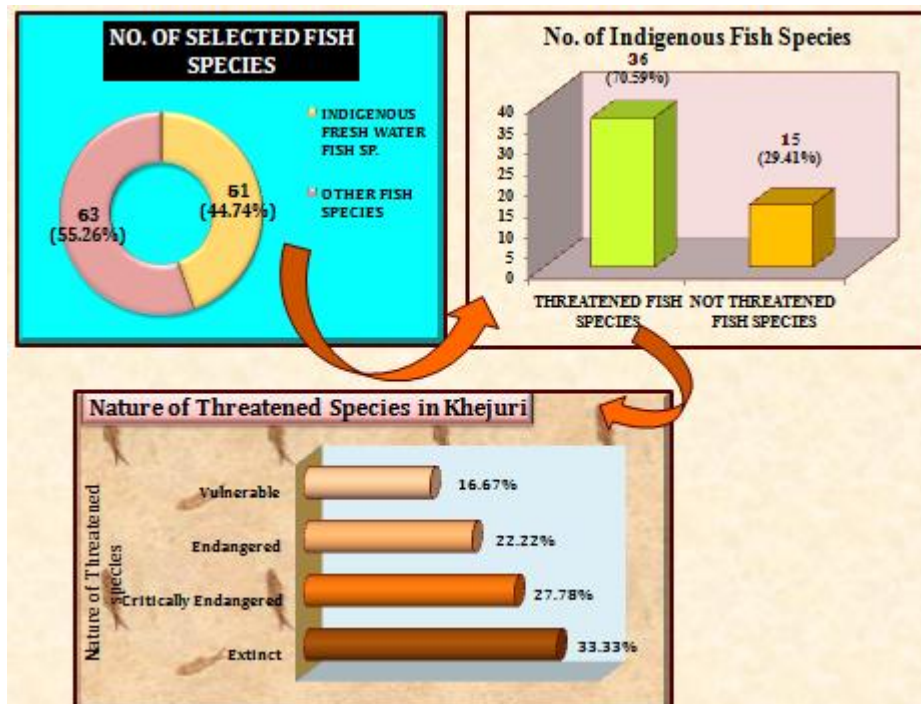 NO. OF SELECTED FISH
SPECIES
INDIGENOUS
FRESH WATER
FISH SP.
OTHER FISH
SPECIES
61
(44.74%)
63
(55.26%)
No. of Indigenous Fish Species
36
(70.59%)
15
(29.41%)
40
35
30
25
20
15
10
5
0
THREATENED FISH
SPECIES
NOT THREATENED
FISH SPECIES
Nature of Threatened Species in Khejuri
Nature of Threatened
species
Vulnerable
16.67%
Endangered
22.22%
Critically Endangered
27.78%
Extinct
33.33%